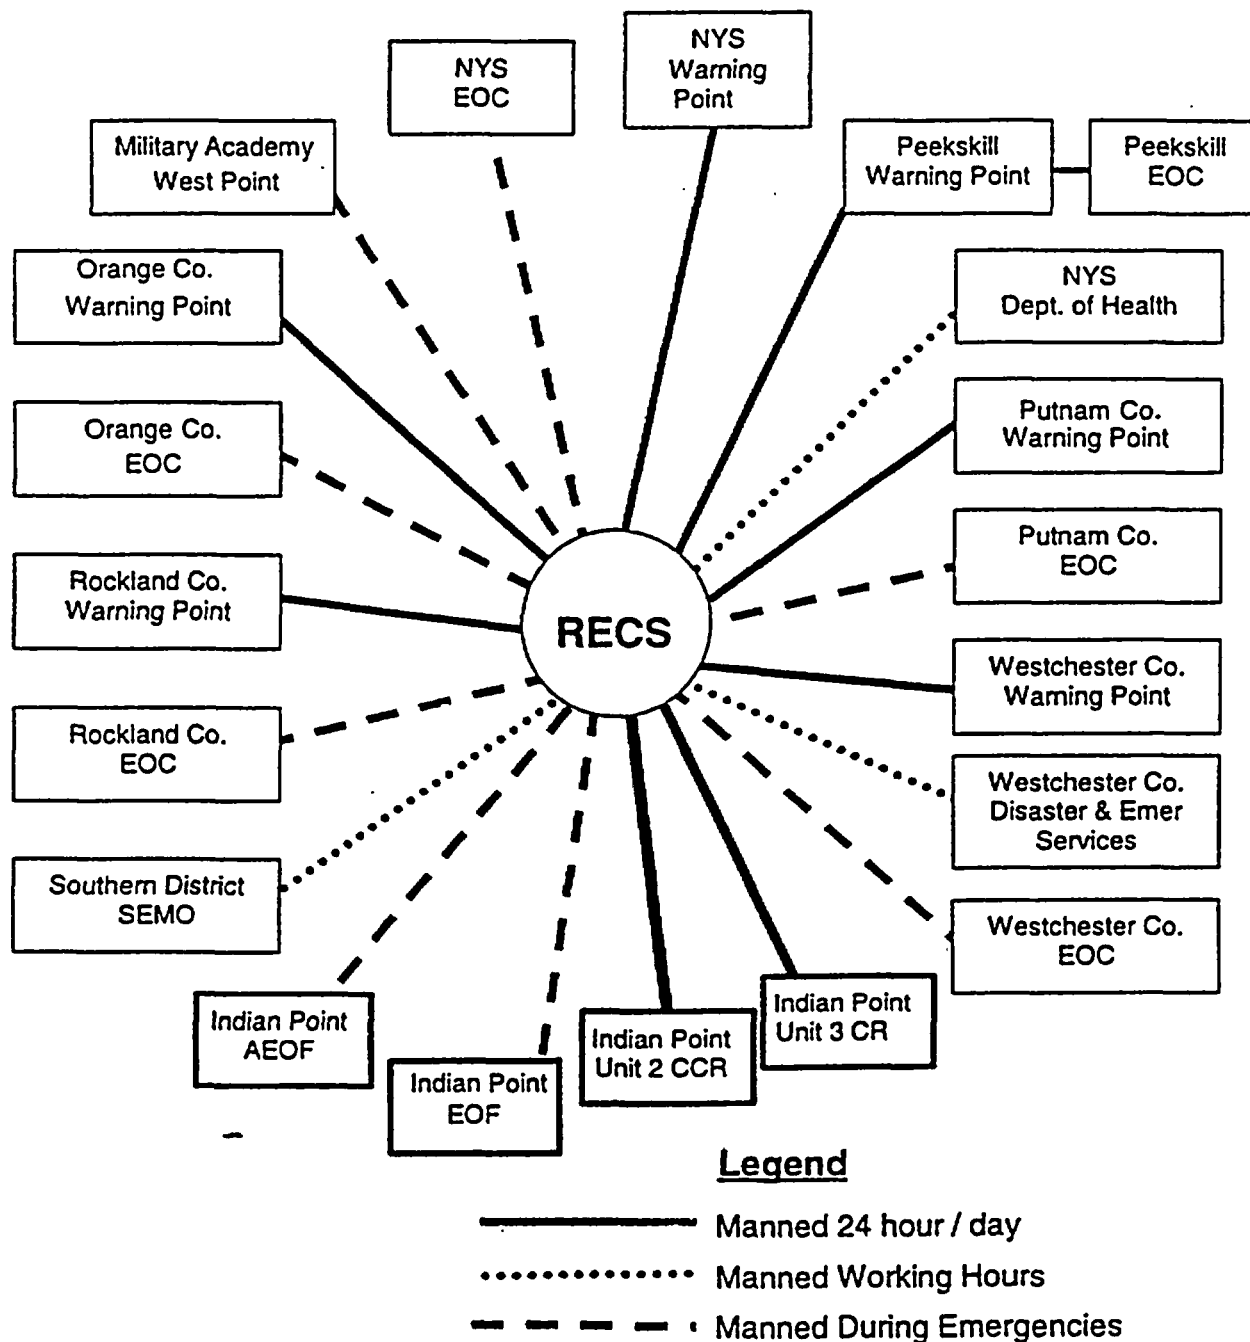 NYS
EOC
NYS
Warning
Point
Military Academy
West Point
Peekskill
Warning Point
Peekskill
EOC
Orange Co.
Warning Point
NYS
Dept. of Health
Orange Co.
EOC
Putnam Co.
Warning Point
Rockland Co.
Warning Point
Putnam Co.
EOC
RECS
Rockland Co.
EOC
Westchester Co.
Warning Point
Westchester Co.
Disaster & Emer
Services
Southern District
SEMO
Westchester Co.
EOC
Indian Point
AEOF
Indian Point
EOF
Indian Point
Unit 2 CCR
Indian Point
Unit 3 CR
Legend
Manned 24 hour / day
Manned Working Hours
Manned During Emergencies